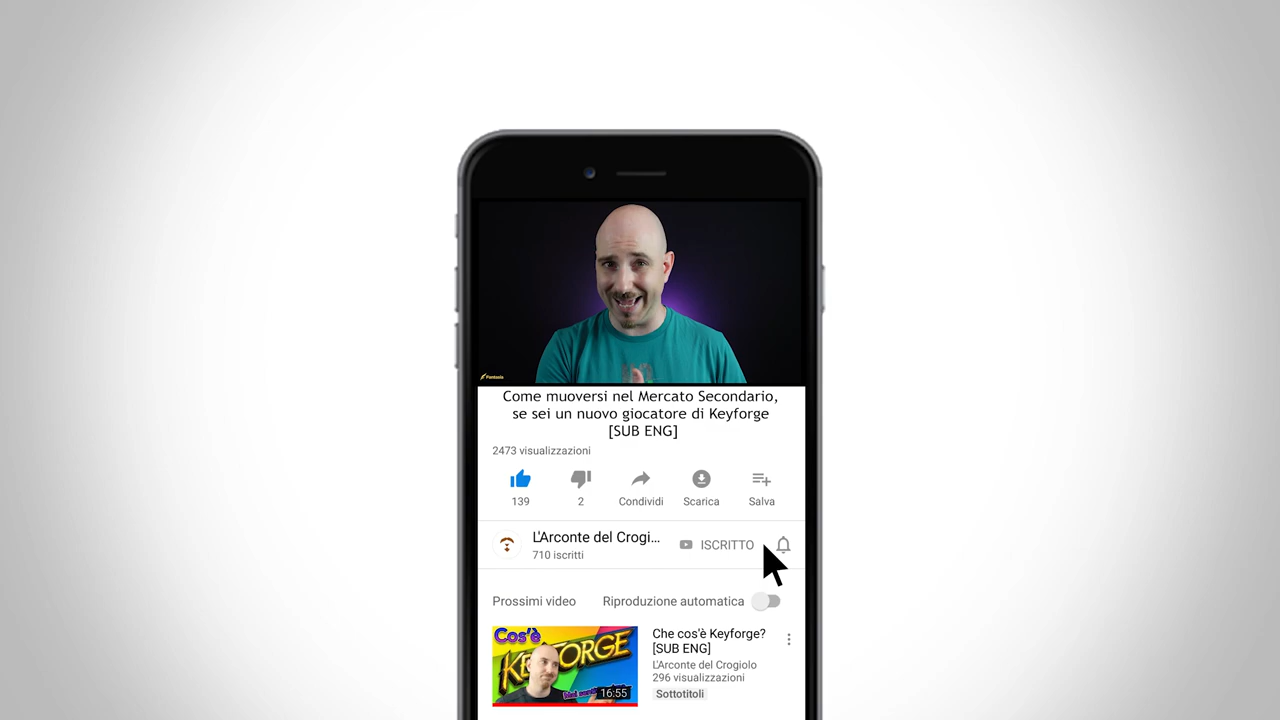 Fantasia
Come muoversi nel Mercato Secondario,
se sei un nuovo giocatore di Keyforge
[SUB ENG]
2473 visualizzazioni
139
2
Condividi
Scarica
Salva
L'Arconte del Crogi...
ISCRITTO
710 iscritti
Prossimi video
Riproduzione automatica
Cos'è
KEYFORGE
16:55
Che cos'è Keyforge?
[SUB ENG]
L'Arconte del Crogiolo
296 visualizzazioni
Sottotitoli